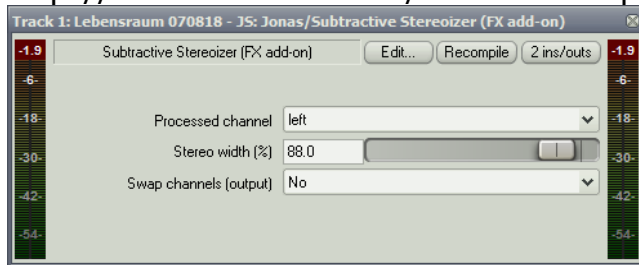 Track 1: Lebensraum 070818 - JS: Jonas/Subtractive Stereoizer (FX add-on)
-1.9 Subtractive Stereoizer (FX add-on) Edit... Recompile 2 ins/outs -1.9
-6- -6-
-18- Processed channel left -18-
-30- Stereo width (%) 88.0 -30-
-42- Swap channels (output) No -42-
-54- -54-